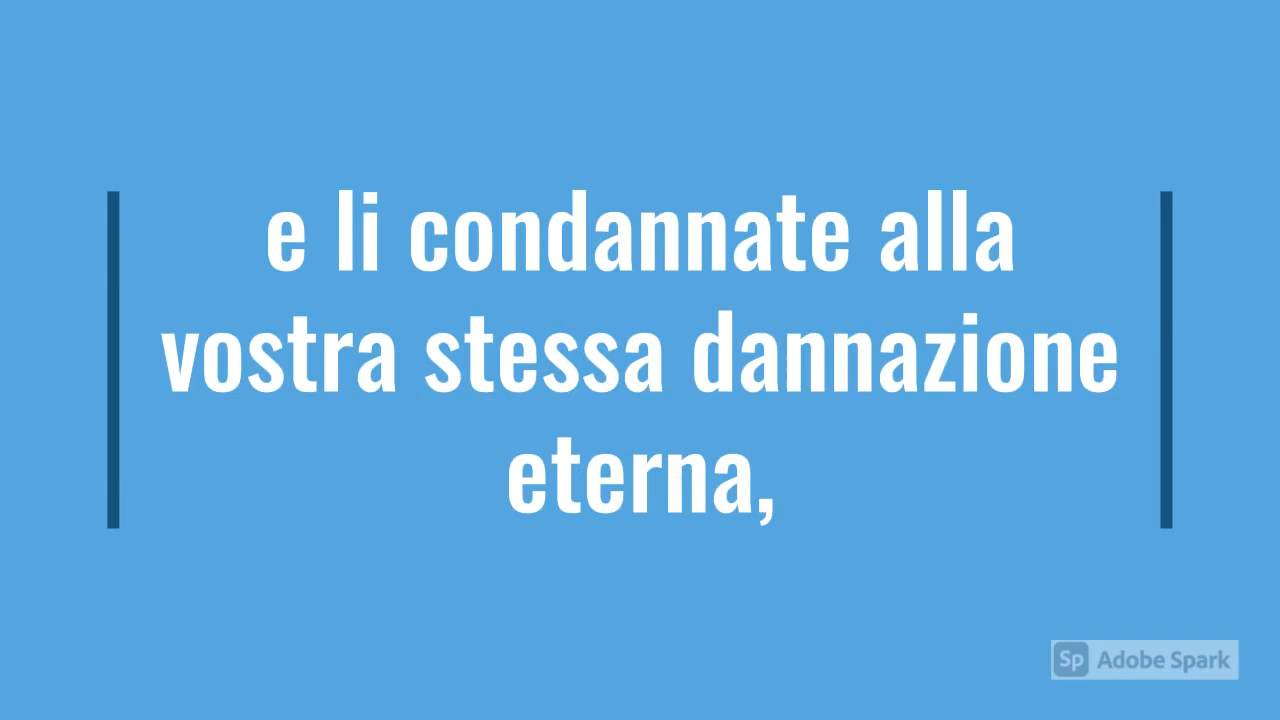 e li condannate alla
vostra stessa dannazione
eterna,
Sp Adobe Spark